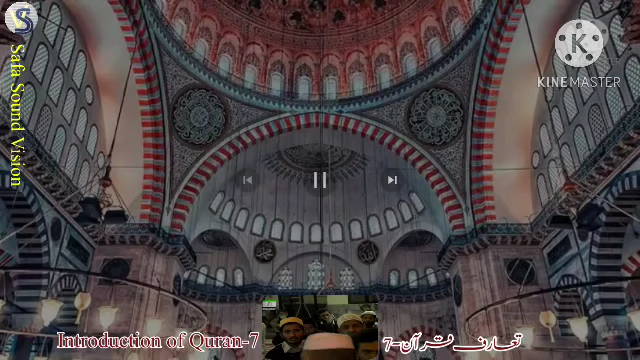 Safa Sound Vision
KINEMASTER
Introduction of Quran-7
تعارف قرآن-7